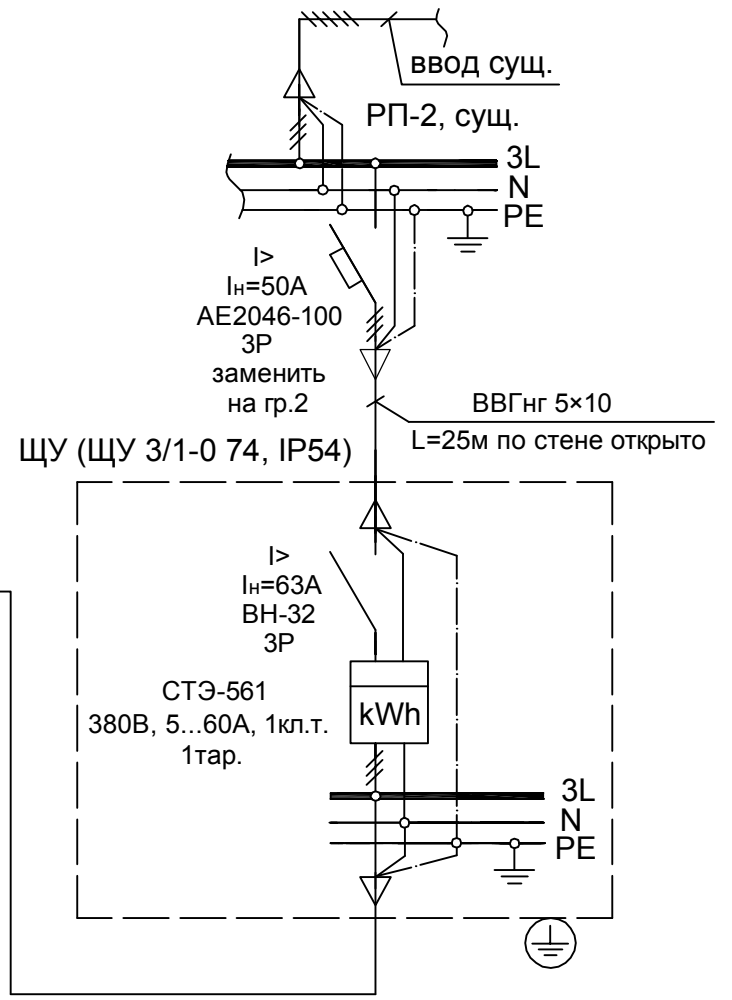 ввод сущ.
РП-2, сущ.
3L
N
PE
I>
Iн=50А
АЕ2046-100
3Р
заменить
на гр.2
ВВГнг 5×10
L=25м по стене открыто
ЩУ (ЩУ 3/1-0 74, IP54)
I>
Iн=63А
ВН-32
3Р
СТЭ-561
380В, 5...60А, 1кл.т.
1тар.
kWh
3L
N
PE